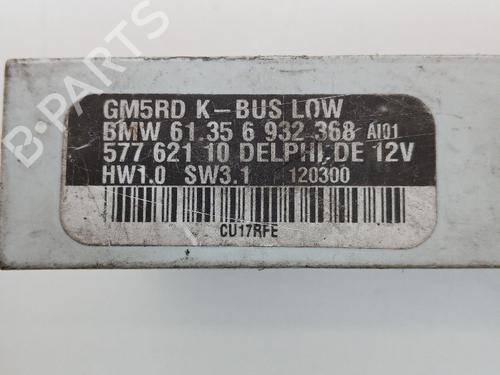 GM5RD K-BUS LOW
BMW 61 35 6 932 368 AI01
577 621 10 DELPHI, DE 12V
HW1.0 SW3.1 120300
CU17RFE
B-PARTS